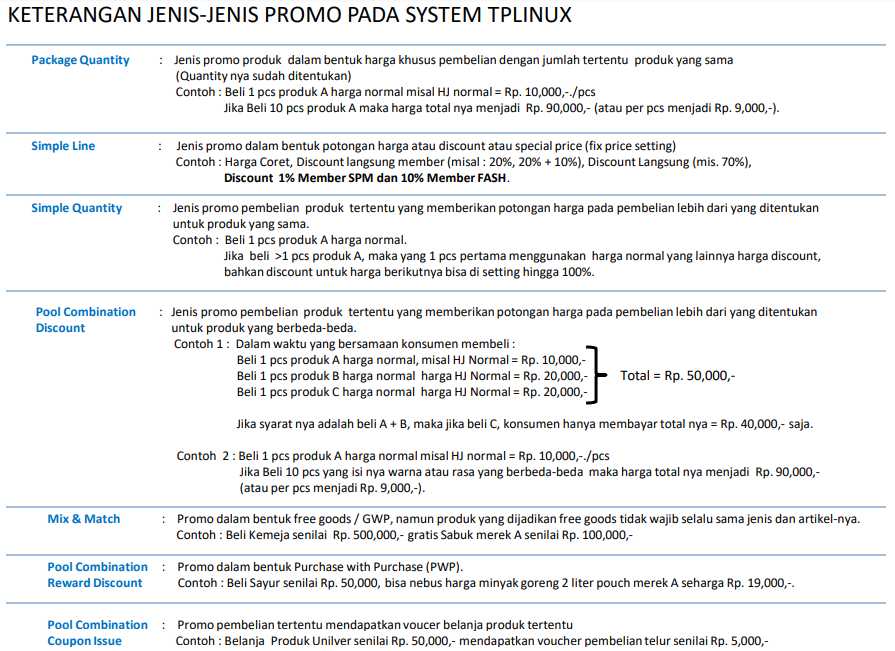 KETERANGAN JENIS-JENIS PROMO PADA SYSTEM TPLINUX
Package Quantity : Jenis promo produk dalam bentuk harga khusus pembelian dengan jumlah tertentu produk yang sama
(Quantity nya sudah ditentukan)
Contoh : Beli 1 pcs produk A harga normal misal HJ normal = Rp. 10,000,-./pcs
Jika Beli 10 pcs produk A maka harga total nya menjadi Rp. 90,000,- (atau per pcs menjadi Rp. 9,000,-).
Simple Line : Jenis promo dalam bentuk potongan harga atau discount atau special price (fix price setting)
Contoh : Harga Coret, Discount langsung member (misal : 20%, 20% + 10%), Discount Langsung (mis. 70%),
Discount 1% Member SPM dan 10% Member FASH.
Simple Quantity : Jenis promo pembelian produk tertentu yang memberikan potongan harga pada pembelian lebih dari yang ditentukan
untuk produk yang sama.
Contoh : Beli 1 pcs produk A harga normal.
Jika beli >1 pcs produk A, maka yang 1 pcs pertama menggunakan harga normal yang lainnya harga discount,
bahkan discount untuk harga berikutnya bisa di setting hingga 100%.
Pool Combination : Jenis promo pembelian produk tertentu yang memberikan potongan harga pada pembelian lebih dari yang ditentukan
Discount untuk produk yang berbeda-beda.
Contoh 1 : Dalam waktu yang bersamaan konsumen membeli :
Beli 1 pcs produk A harga normal, misal HJ Normal = Rp. 10,000,-
Beli 1 pcs produk B harga normal harga HJ Normal = Rp. 20,000,- Total = Rp. 50,000,-
Beli 1 pcs produk C harga normal harga HJ Normal = Rp. 20,000,-
Jika syarat nya adalah beli A + B, maka jika beli C, konsumen hanya membayar total nya = Rp. 40,000,- saja.
Contoh 2 : Beli 1 pcs produk A harga normal misal HJ normal = Rp. 10,000,-./pcs
Jika Beli 10 pcs yang isi nya warna atau rasa yang berbeda-beda maka harga total nya menjadi Rp. 90,000,-
(atau per pcs menjadi Rp. 9,000,-).
Mix & Match : Promo dalam bentuk free goods / GWP, namun produk yang dijadikan free goods tidak wajib selalu sama jenis dan artikel-nya.
Contoh : Beli Kemeja senilai Rp. 500,000,- gratis Sabuk merek A senilai Rp. 100,000,-
Pool Combination : Promo dalam bentuk Purchase with Purchase (PWP).
Reward Discount Contoh : Beli Sayur senilai Rp. 50,000, bisa nebus harga minyak goreng 2 liter pouch merek A seharga Rp. 19,000,-.
Pool Combination : Promo pembelian tertentu mendapatkan voucer belanja produk tertentu
Coupon Issue Contoh : Belanja Produk Unilver senilai Rp. 50,000,- mendapatkan voucher pembelian telur senilai Rp. 5,000,-